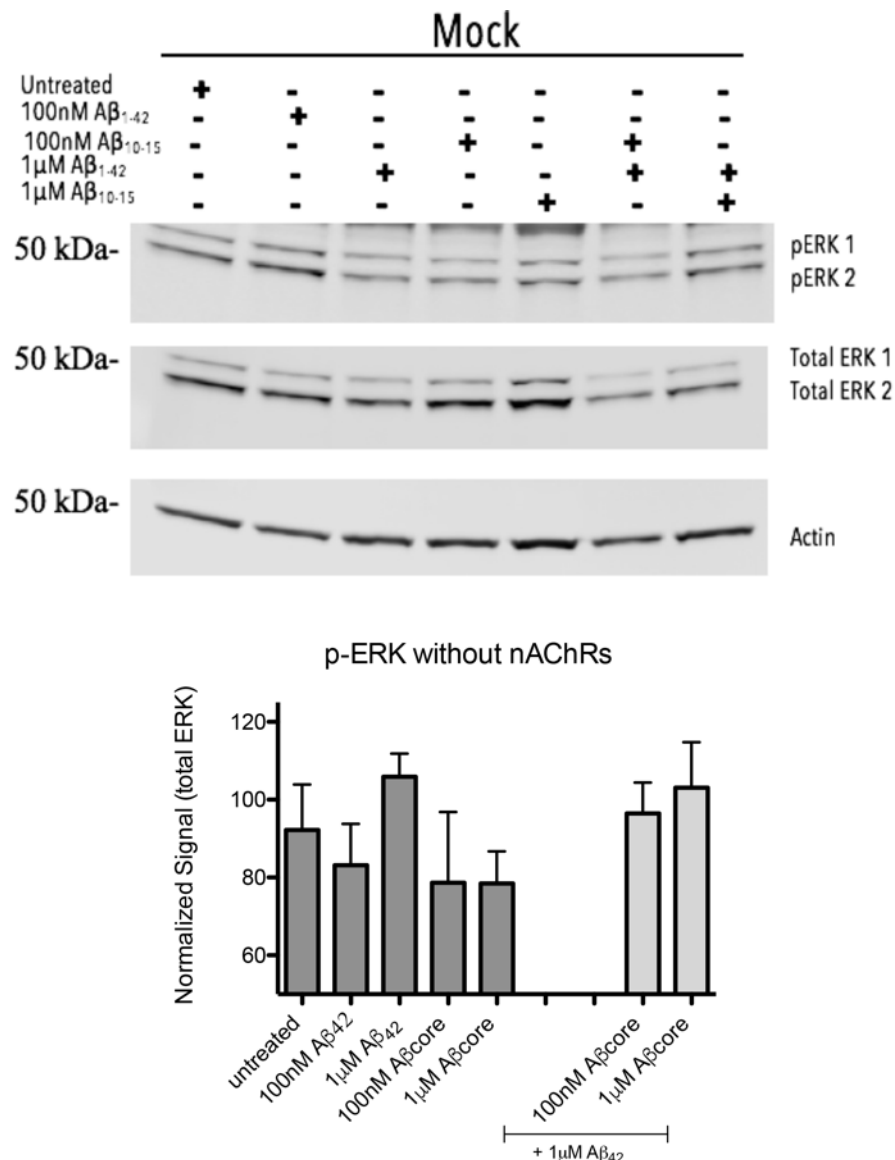 Mock
Untreated + - - - - - -
100nM Aβ₁₋₄₂ - + - - - - -
100nM Aβ₁₀₋₁₅ - - - + - + -
1µM Aβ₁₋₄₂ - - + - - + +
1µM Aβ₁₀₋₁₅ - - - - + - +
50 kDa-
pERK 1
pERK 2
50 kDa-
Total ERK 1
Total ERK 2
50 kDa-
Actin
p-ERK without nAChRs
Normalized Signal (total ERK)
120
100
80
60
untreated
100nM Aβ42
1µM Aβ₄₂
100nM Aβcore
1µM Aβcore
100nM Aβcore
1µM Aβcore
+ 1µM Aβ₄₂